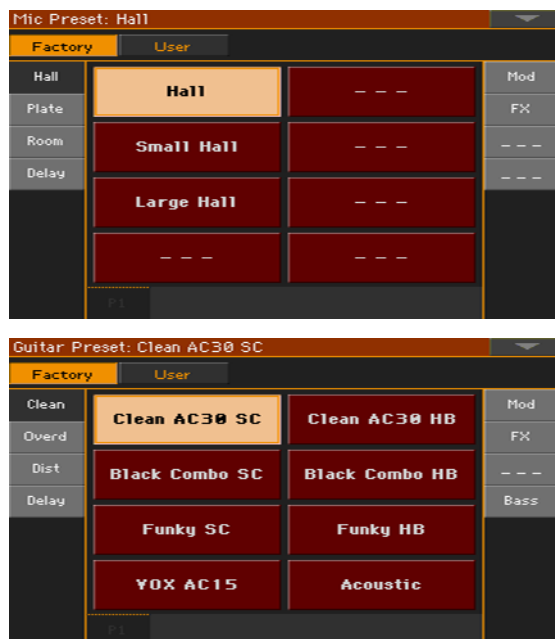 Mic Preset: Hall
Factory User
Hall Hall - - - Mod
Plate FX
Room Small Hall - - - - - -
Delay - - -
Large Hall - - -
- - - - - -
P1
Guitar Preset: Clean AC30 SC
Factory User
Clean Clean AC30 SC Clean AC30 HB Mod
Overd FX
Dist Black Combo SC Black Combo HB - - -
Delay Bass
Funky SC Funky HB
VOX AC15 Acoustic
P1